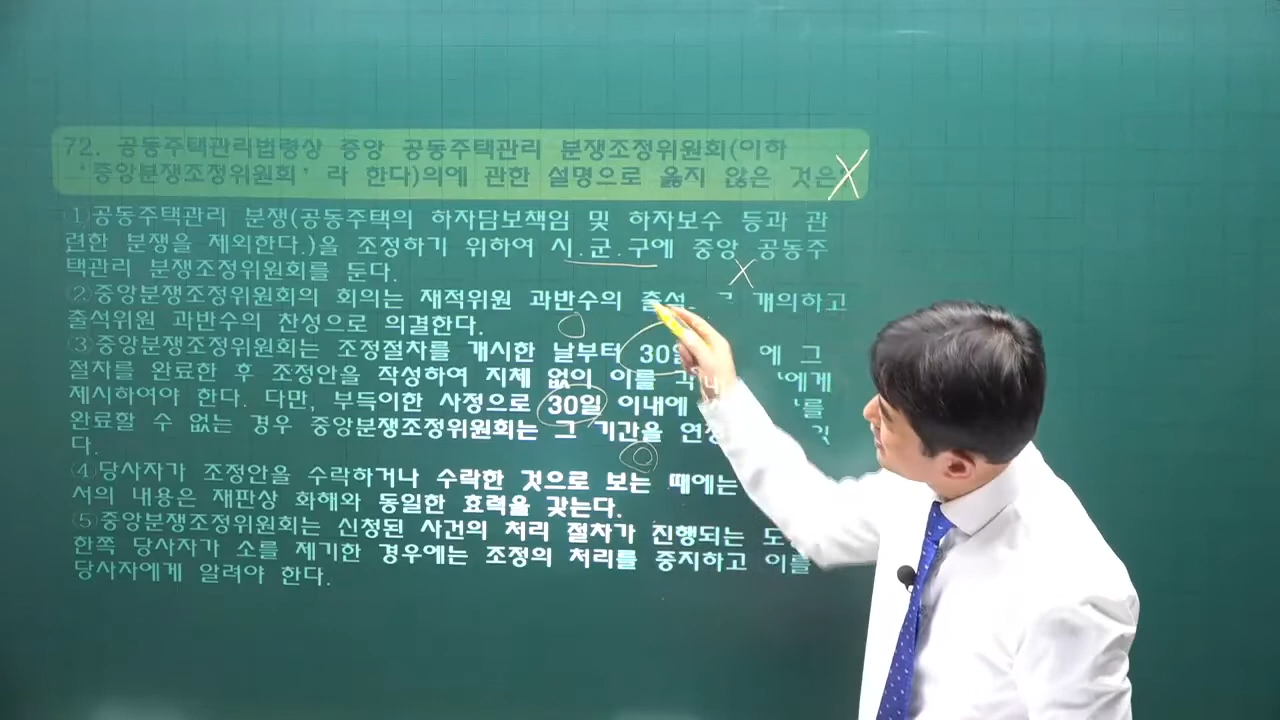 72. 공동주택관리법령상 중앙 공동주택관리 분쟁조정위원회(이하
‘중앙분쟁조정위원회’ 라 한다)의에 관한 설명으로 옳지 않은 것은
X
(1)공동주택관리 분쟁(공동주택의 하자담보책임 및 하자보수 등과 관
련한 분쟁을 제외한다.)을 조정하기 위하여 시.군.구에 중앙 공동주
택관리 분쟁조정위원회를 둔다.
X
(2)중앙분쟁조정위원회의 회의는 재적위원 과반수의 출석 개의하고
출석위원 과반수의 찬성으로 의결한다.
(3)중앙분쟁조정위원회는 조정절차를 개시한 날부터 30일 에 그
절차를 완료한 후 조정안을 작성하여 지체 없이 이를 에게
제시하여야 한다. 다만, 부득이한 사정으로 30일 이내에 를
완료할 수 없는 경우 중앙분쟁조정위원회는 그 기간을
다.
(4)당사자가 조정안을 수락하거나 수락한 것으로 보는 때에는
서의 내용은 재판상 화해와 동일한 효력을 갖는다.
(5)중앙분쟁조정위원회는 신청된 사건의 처리 절차가 진행되는
한쪽 당사자가 소를 제기한 경우에는 조정의 처리를 중지하고 이를
당사자에게 알려야 한다.